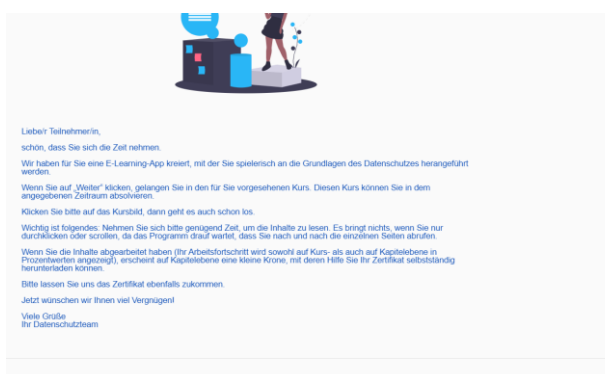 Liebe/r Teilnehmer/in,
schön, dass Sie sich die Zeit nehmen.
Wir haben für Sie eine E-Learning-App kreiert, mit der Sie spielerisch an die Grundlagen des Datenschutzes herangeführt
werden.
Wenn Sie auf „Weiter" klicken, gelangen Sie in den für Sie vorgesehenen Kurs. Diesen Kurs können Sie in dem
angegebenen Zeitraum absolvieren.
Klicken Sie bitte auf das Kursbild, dann geht es auch schon los.
Wichtig ist folgendes: Nehmen Sie sich bitte genügend Zeit, um die Inhalte zu lesen. Es bringt nichts, wenn Sie nur
durchklicken oder scrollen, da das Programm drauf wartet, dass Sie nach und nach die einzelnen Seiten abrufen.
Wenn Sie die Inhalte abgearbeitet haben (Ihr Arbeitsfortschritt wird sowohl auf Kurs- als auch auf Kapitelebene in
Prozentwerten angezeigt), erscheint auf Kapitelebene eine kleine Krone, mit deren Hilfe Sie Ihr Zertifikat selbstständig
herunterladen können.
Bitte lassen Sie uns das Zertifikat ebenfalls zukommen.
Jetzt wünschen wir Ihnen viel Vergnügen!
Viele Grüße
Ihr Datenschutzteam